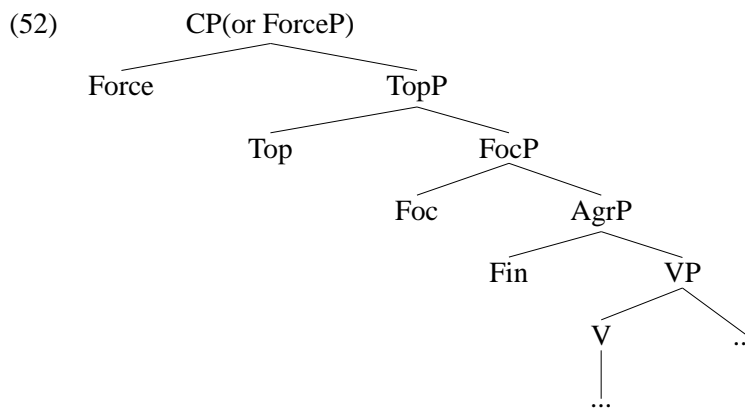 (52) CP(or ForceP)
Force TopP
Top FocP
Foc AgrP
Fin VP
V ..
...